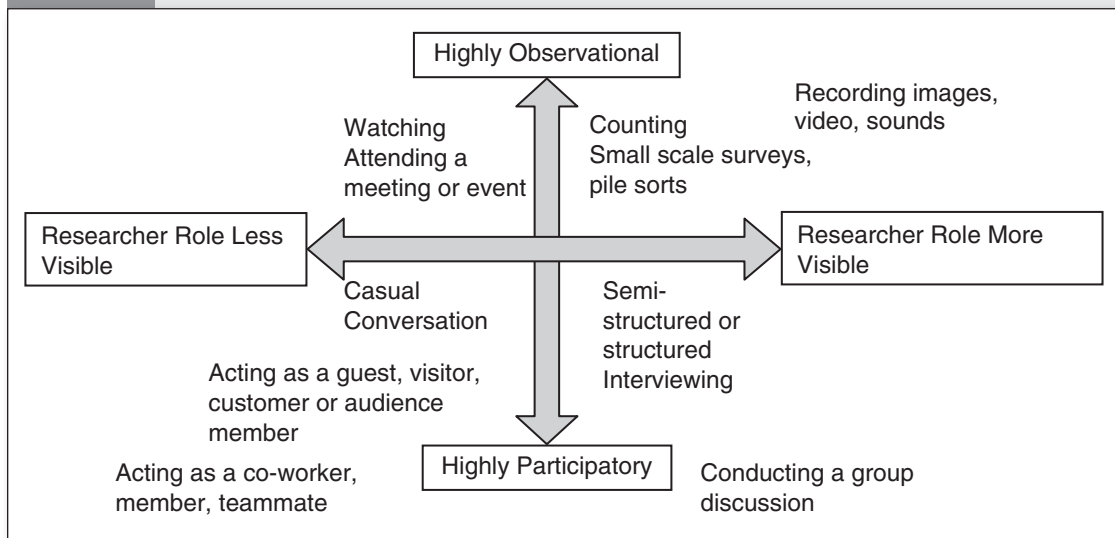 Highly Observational
Recording images,
video, sounds
Watching
Attending a
meeting or event
Counting
Small scale surveys,
pile sorts
Researcher Role Less
Visible
Researcher Role More
Visible
Casual
Conversation
Semi-
structured or
structured
Interviewing
Acting as a guest, visitor,
customer or audience
member
Highly Participatory
Acting as a co-worker,
member, teammate
Conducting a group
discussion